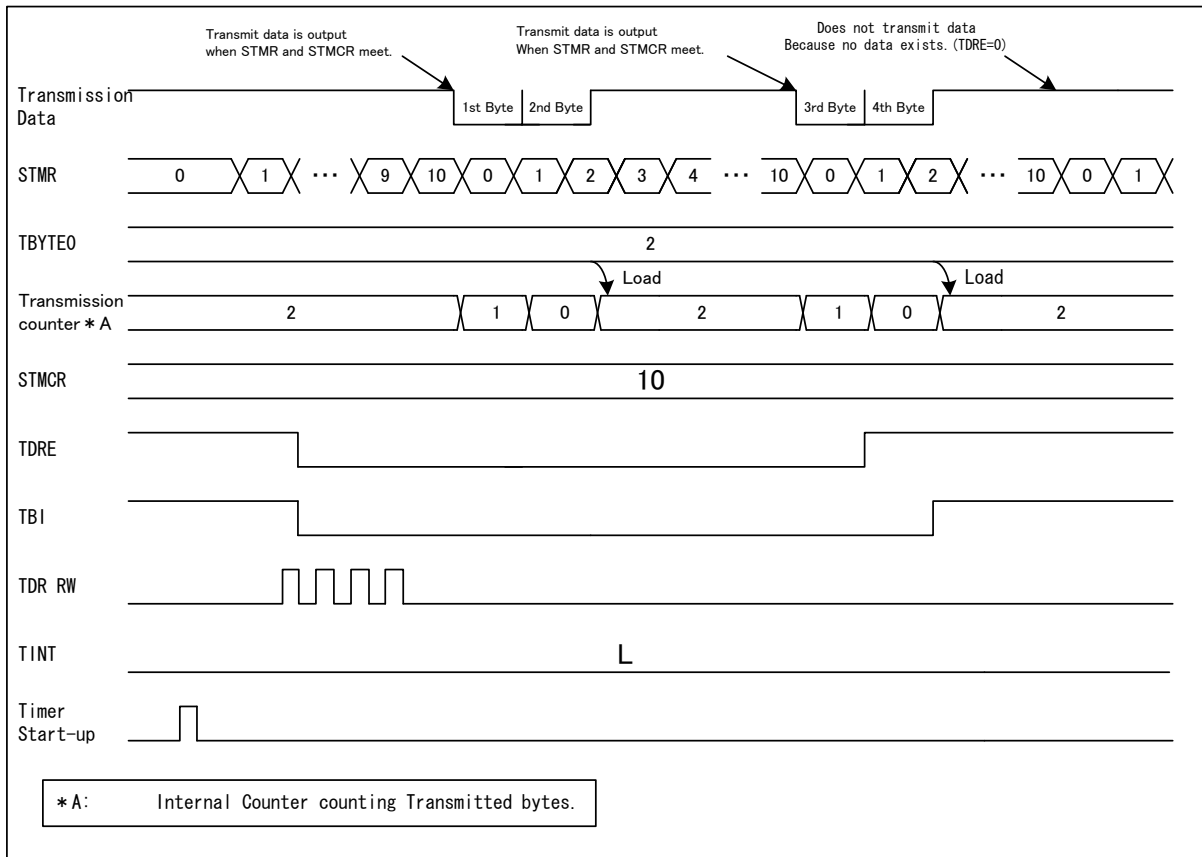 Transmit data is output
when STMR and STMCR meet.
Transmit data is output
When STMR and STMCR meet.
Does not transmit data
Because no data exists.(TDRE=0)
Transmission
Data
1st Byte 2nd Byte 3rd Byte 4th Byte
STMR 0 1 ··· 9 10 0 1 2 3 4 ··· 10 0 1 2 ··· 10 0 1
TBYTE0 2
Load Load
Transmission
counter*A 2 1 0 2 1 0 2
STMCR 10
TDRE
TBI
TDR RW
TINT L
Timer
Start-up
*A: Internal Counter counting Transmitted bytes.